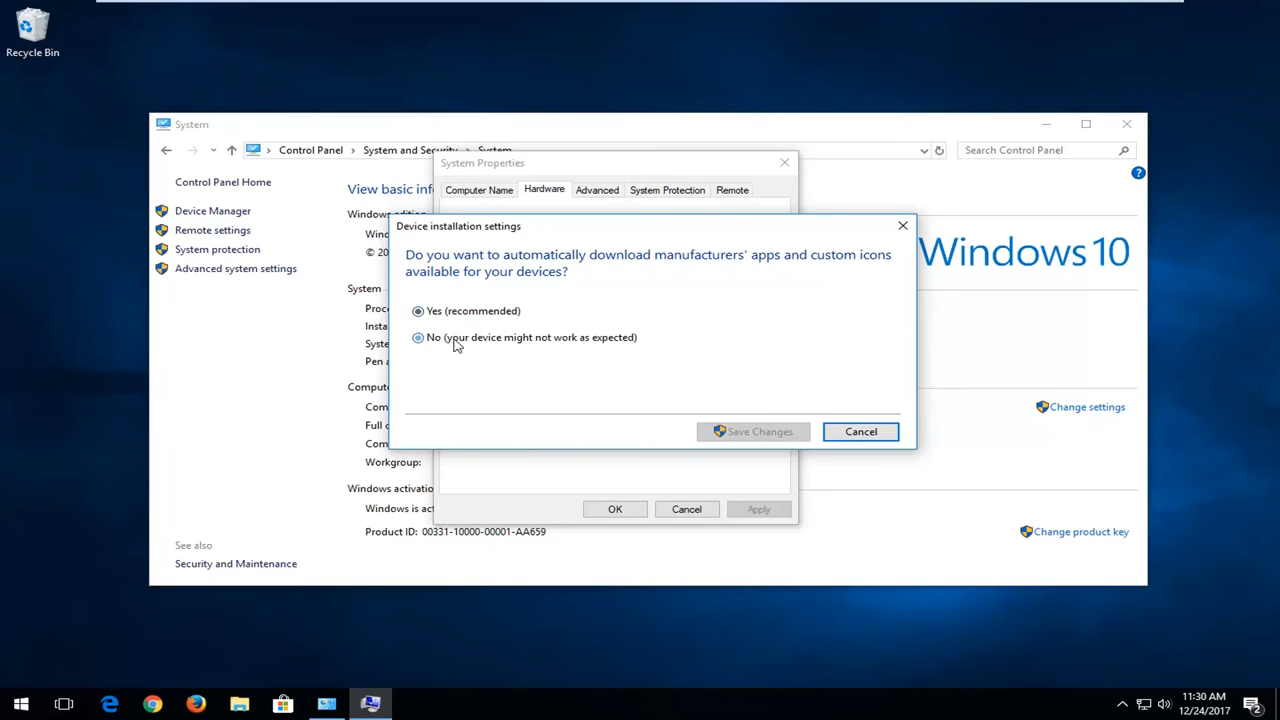 Recycle Bin
System
Control Panel > System and Security > System
Search Control Panel
System Properties
Control Panel Home
Computer Name
Hardware
Advanced
System Protection
Remote
View basic inf
Device Manager
Remote settings
System protection
Advanced system settings
Windows edition
Wind
© 20
Windows 10
Device installation settings
Do you want to automatically download manufacturers' apps and custom icons
available for your devices?
Yes (recommended)
No (your device might not work as expected)
Save Changes
Cancel
System
Proce
Insta
Syste
Pen a
Compute
Com
Full c
Com
Workgroup:
Change settings
Windows activatio
Windows is act
Product ID: 00331-10000-00001-AA659
OK
Cancel
Apply
Change product key
See also
Security and Maintenance
11:30 AM
12/24/2017
2